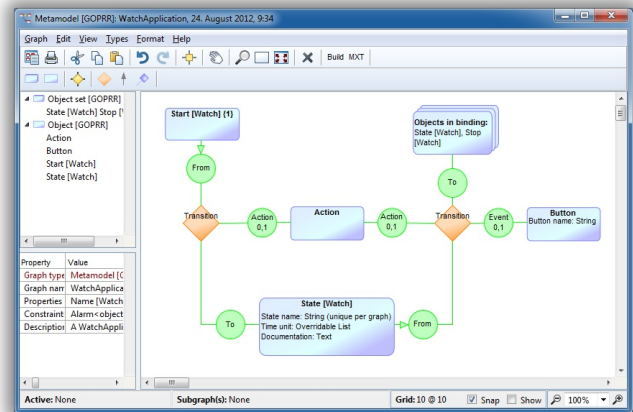 Metamodel [GOPRR]: WatchApplication, 24. August 2012, 9:34
Graph Edit View Types Format Help
Build MXT
Object set [GOPRR]
State [Watch] Stop [
Object [GOPRR]
Action
Button
Start [Watch]
State [Watch]
Property Value
Graph type Metamodel [G
Graph nam WatchApplica
Properties Name [Watch
Constraint Alarm<object
Description A WatchAppli
Start [Watch] {1}
Objects in binding:
State [Watch], Stop
[Watch]
From
To
Transition
Action
0,1
Action
Action
0,1
Transition
Event
0,1
Button
Button name: String
State [Watch]
State name: String (unique per graph)
Time unit: Overridable List
Documentation: Text
To
From
Active: None Subgraph(s): None Grid: 10 @ 10 Snap Show 100%